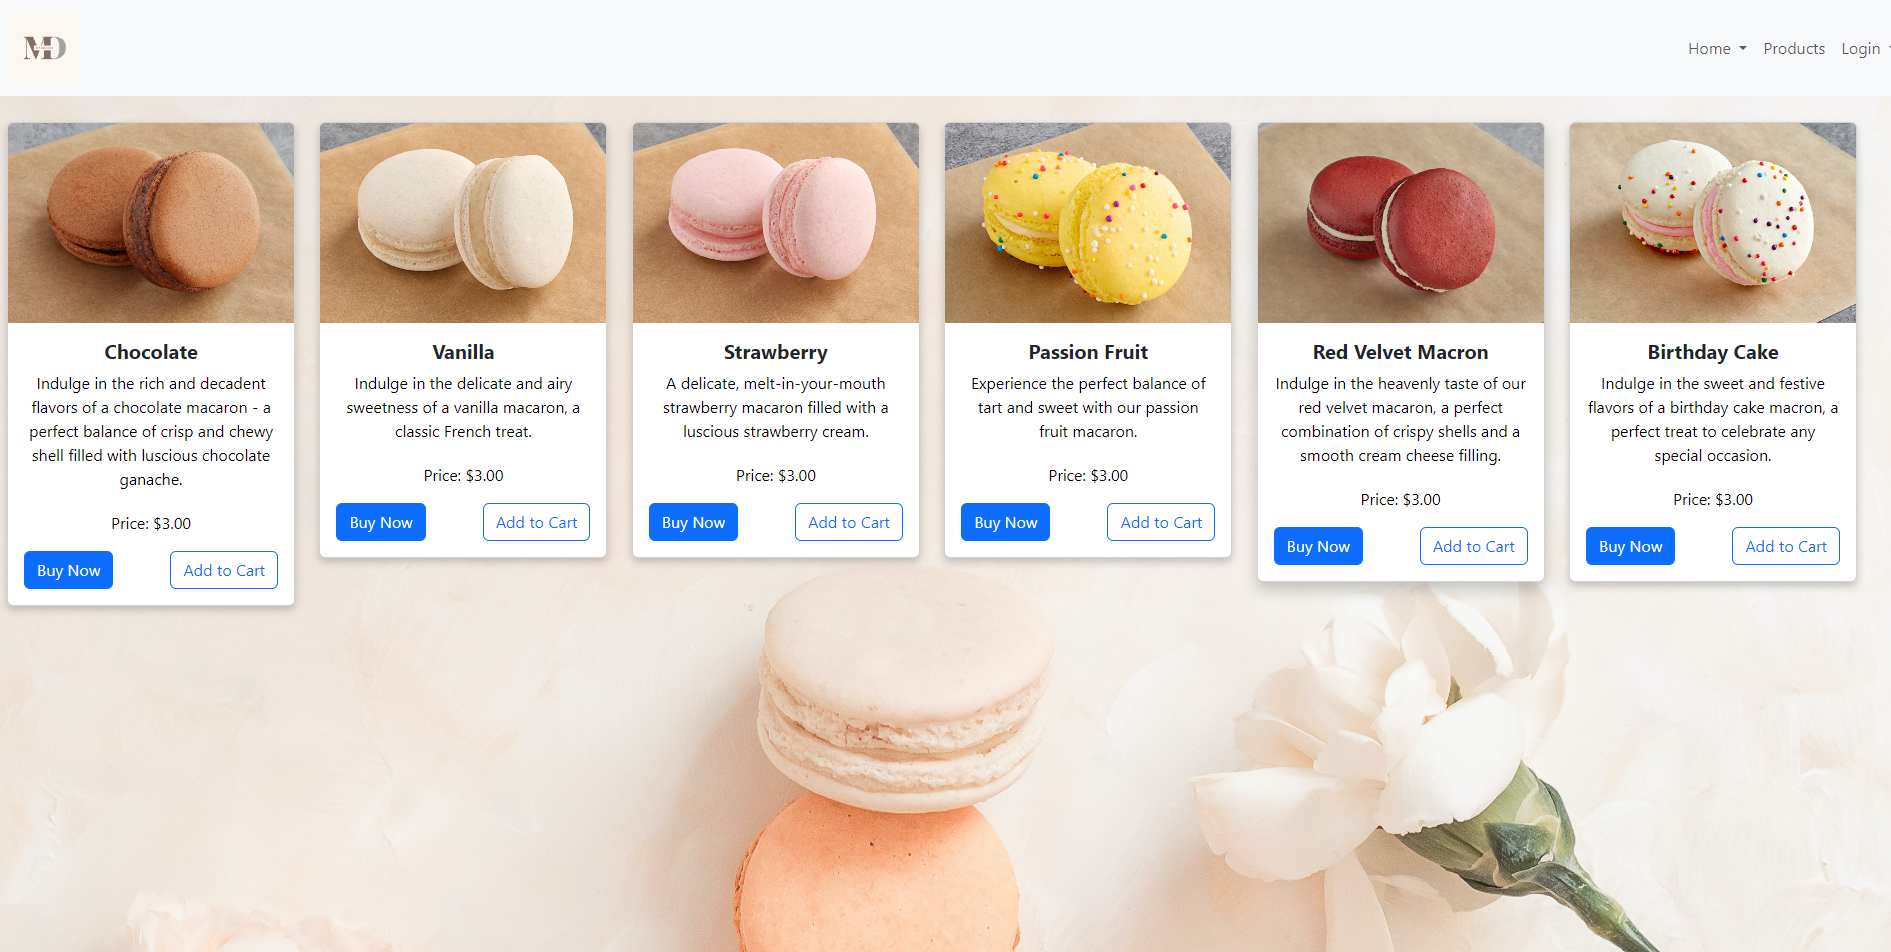 MD
Home
Products
Login
Chocolate
Indulge in the rich and decadent
flavors of a chocolate macaron - a
perfect balance of crisp and chewy
shell filled with luscious chocolate
ganache.
Price: $3.00
Buy Now
Add to Cart
Vanilla
Indulge in the delicate and airy
sweetness of a vanilla macaron, a
classic French treat.
Price: $3.00
Buy Now
Add to Cart
Strawberry
A delicate, melt-in-your-mouth
strawberry macaron filled with a
luscious strawberry cream.
Price: $3.00
Buy Now
Add to Cart
Passion Fruit
Experience the perfect balance of
tart and sweet with our passion
fruit macaron.
Price: $3.00
Buy Now
Add to Cart
Red Velvet Macron
Indulge in the heavenly taste of our
red velvet macaron, a perfect
combination of crispy shells and a
smooth cream cheese filling.
Price: $3.00
Buy Now
Add to Cart
Birthday Cake
Indulge in the sweet and festive
flavors of a birthday cake macron, a
perfect treat to celebrate any
special occasion.
Price: $3.00
Buy Now
Add to Cart